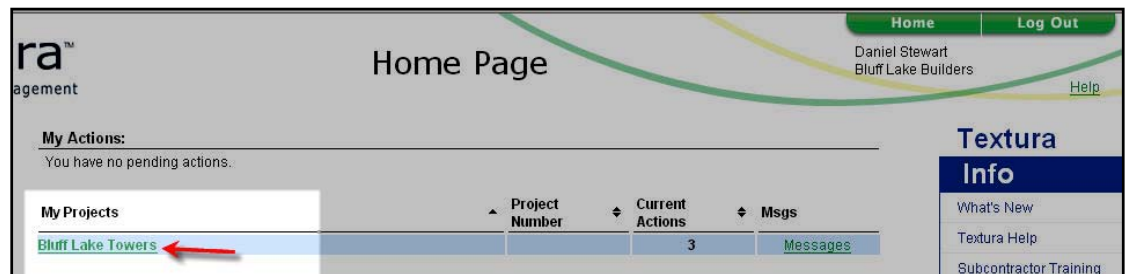 Home Log Out
ra™
agement
Home Page
Daniel Stewart
Bluff Lake Builders
Help
My Actions:
You have no pending actions.
My Projects Project Number Current Actions Msgs
Bluff Lake Towers 3 Messages
Textura
Info
What's New
Textura Help
Subcontractor Training